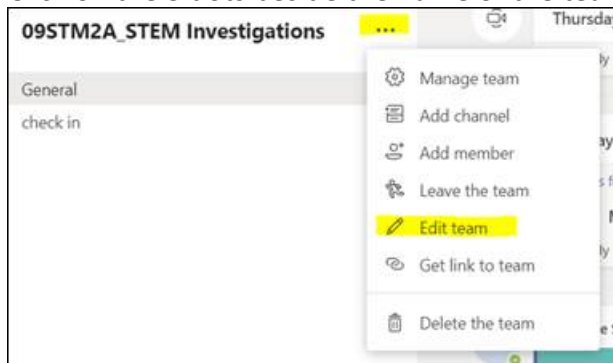 09STM2A_STEM Investigations ...
Thursday
General
check in
Manage team
Add channel
Add member
Leave the team
Edit team
Get link to team
Delete the team